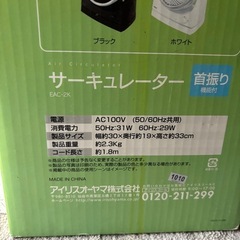 ブラック
ホワイト
Air Circulator
サーキュレーター
首振り
機能付
EAC-2K
電源 AC100V (50/60Hz共用)
消費電力 50Hz:31W 60Hz:29W
製品サイズ 幅約30×奥行約19×高さ約33cm
製品重量 約2.3Kg
コード長さ 約1.8m
MADE IN CHINA
1010
アイリスオーヤマ株式会社
0120-211-299